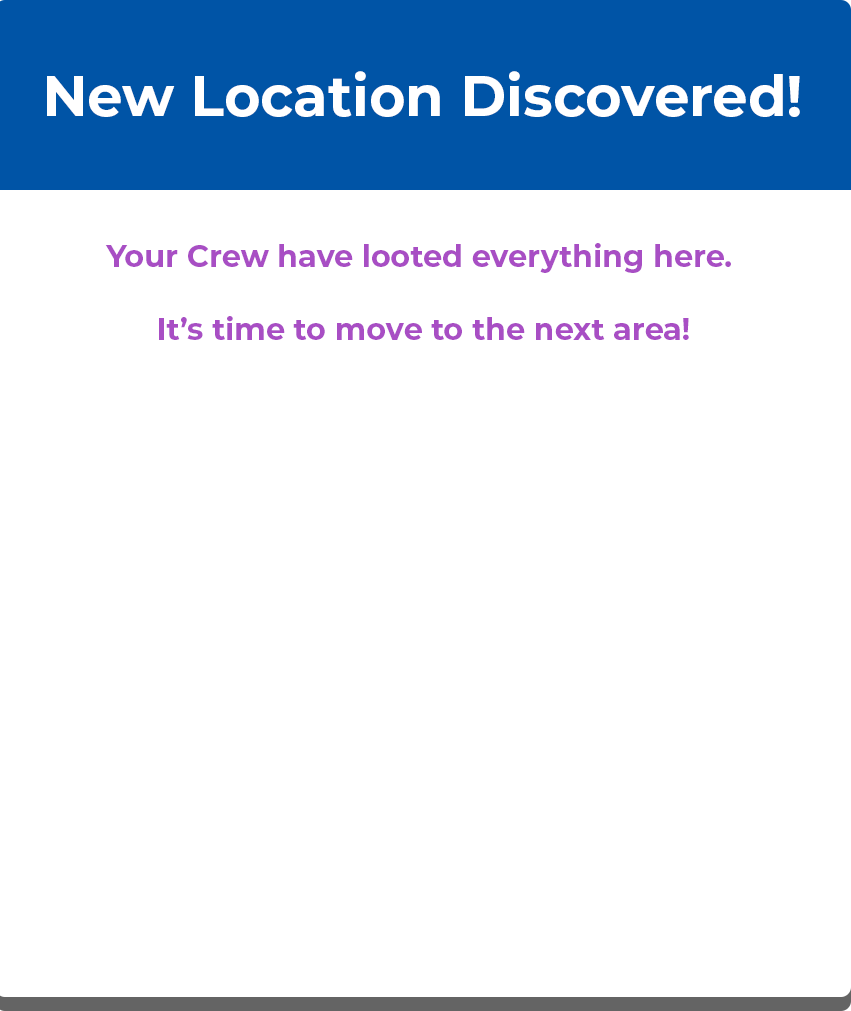 New Location Discovered!
Your Crew have looted everything here.
It’s time to move to the next area!